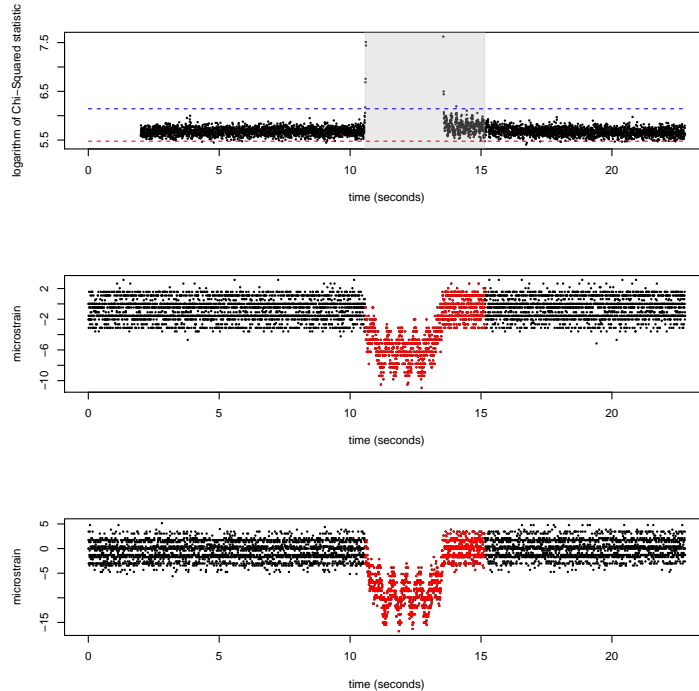 logarithm of Chi−Squared statistic
7.5
6.5
5.5
0 5 10 15 20
time (seconds)
microstrain
2
−2
−6
−10
0 5 10 15 20
time (seconds)
microstrain
5
0
−5
−15
0 5 10 15 20
time (seconds)